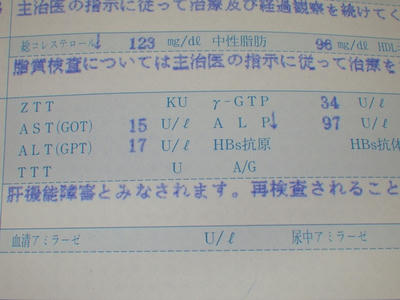 主治医の指示に従って治療及び経過観察を続けてく
総コレステロール↓ 123 mg/dℓ 中性脂肪 96 mg/dℓ HDL-
脂質検査については主治医の指示に従って治療を
ZTT KU γ-GTP 34 U/ℓ
AST(GOT) 15 U/ℓ ALP↓ 97 U/ℓ
ALT(GPT) 17 U/ℓ HBs抗原 HBs抗体
TTT U A/G
肝機能障害とみなされます。再検査されること
血清アミラーゼ U/ℓ 尿中アミラーゼ